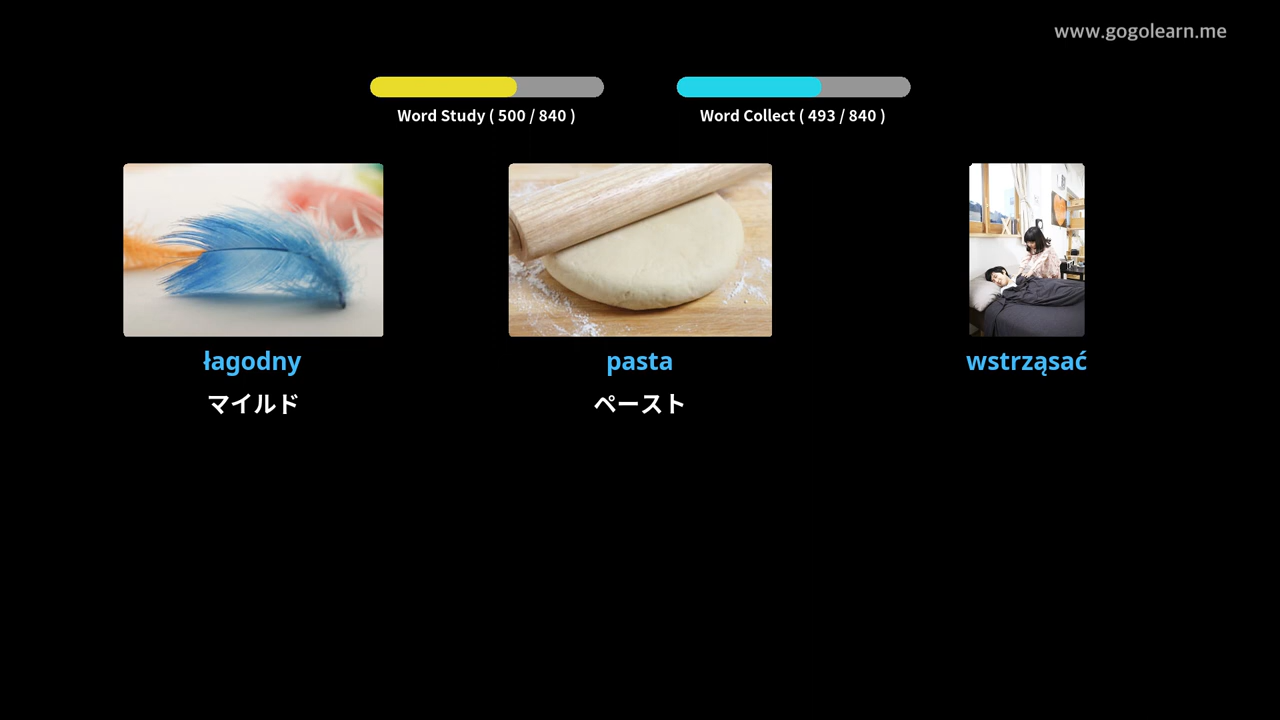 www.gogolearn.me
Word Study ( 500 / 840 )
Word Collect ( 493 / 840 )
łagodny
pasta
wstrząsać
マイルド
ペースト